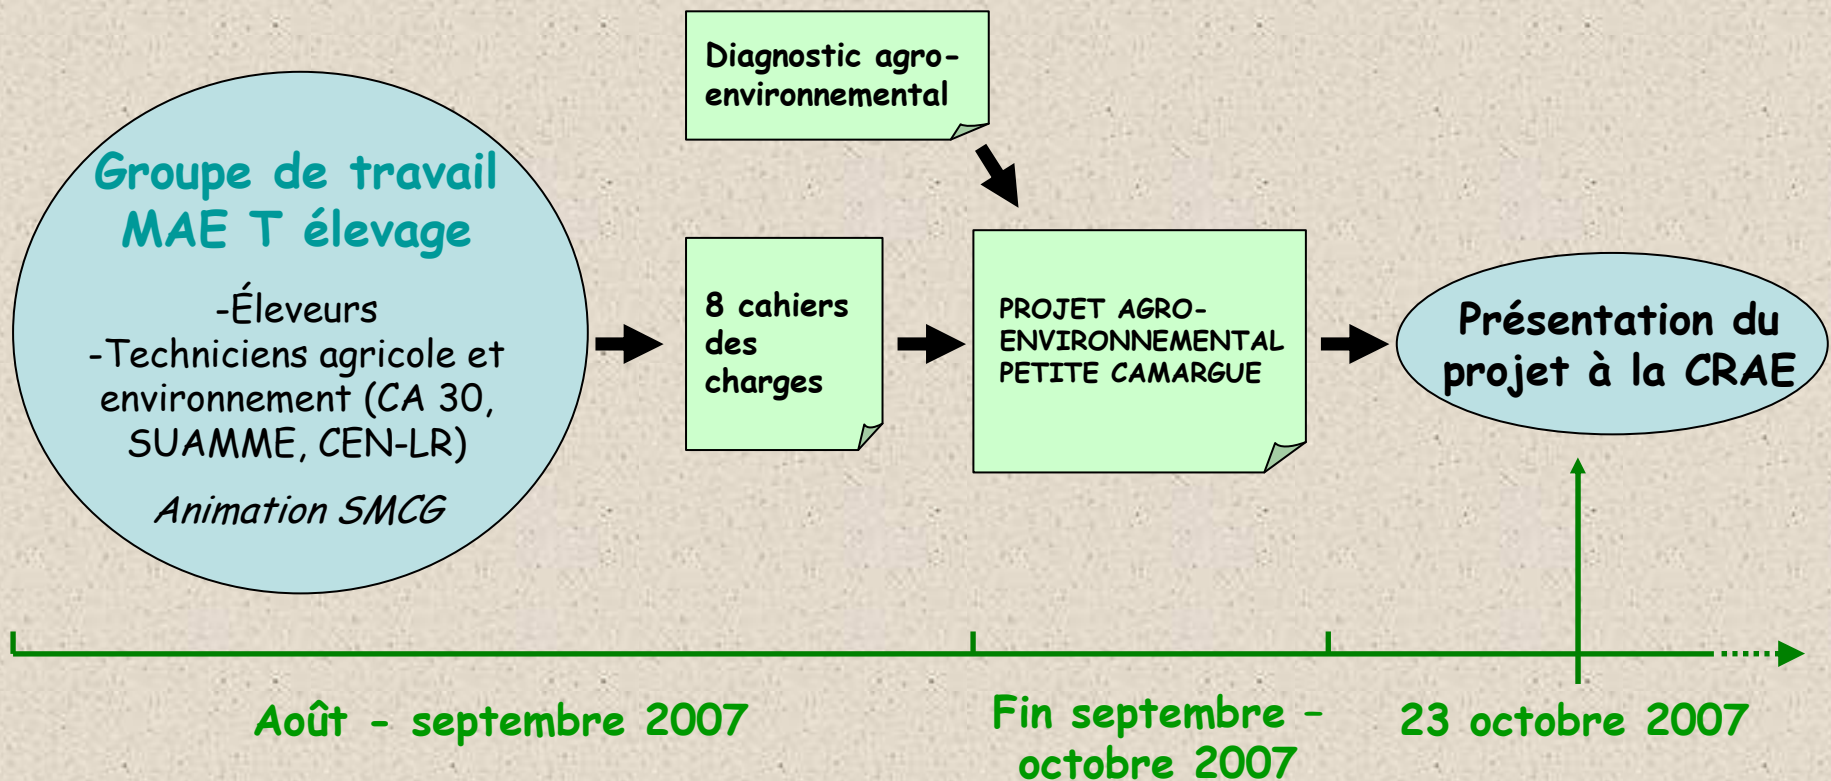 Diagnostic agro-
environnemental
Groupe de travail
MAE T élevage
-Éleveurs
-Techniciens agricole et
environnement (CA 30,
SUAMME, CEN-LR)
Animation SMCG
8 cahiers
des
charges
PROJET AGRO-
ENVIRONNEMENTAL
PETITE CAMARGUE
Présentation du
projet à la CRAE
Août - septembre 2007
Fin septembre –
octobre 2007
23 octobre 2007